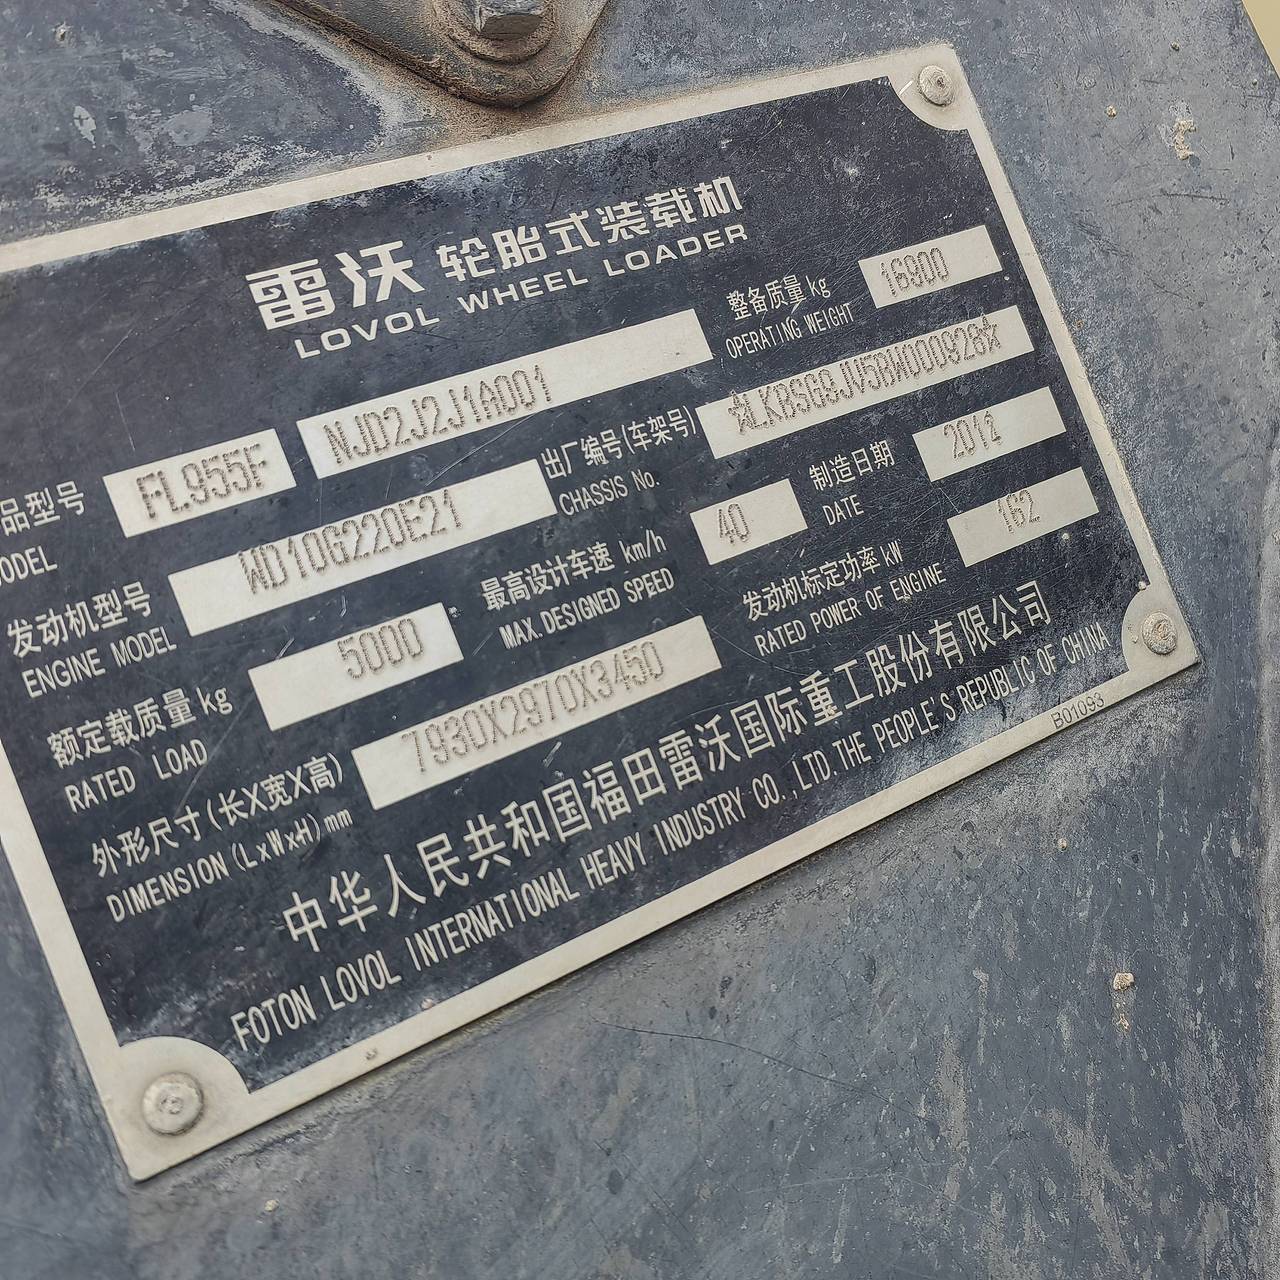 雷沃 轮胎式装载机
LOVOL WHEEL LOADER
品型号 FL955F NJD2J2J1A001 整备质量kg 16900
ODEL OPERATING WEIGHT
发动机型号 WD10G220E21 出厂编号(车架号) ☆LKBSG9JV5BW000926☆
ENGINE MODEL CHASSIS No.
额定载质量kg 5000 最高设计车速 km/h 40 制造日期 2011
RATED LOAD MAX. DESIGNED SPEED DATE
外形尺寸(长X宽X高) 7930X2970X3450 发动机标定功率kW 162
DIMENSION(LxWxH)mm RATED POWER OF ENGINE
中华人民共和国福田雷沃国际重工股份有限公司
FOTON LOVOL INTERNATIONAL HEAVY INDUSTRY CO.,LTD. THE PEOPLE'S REPUBLIC OF CHINA
B01093